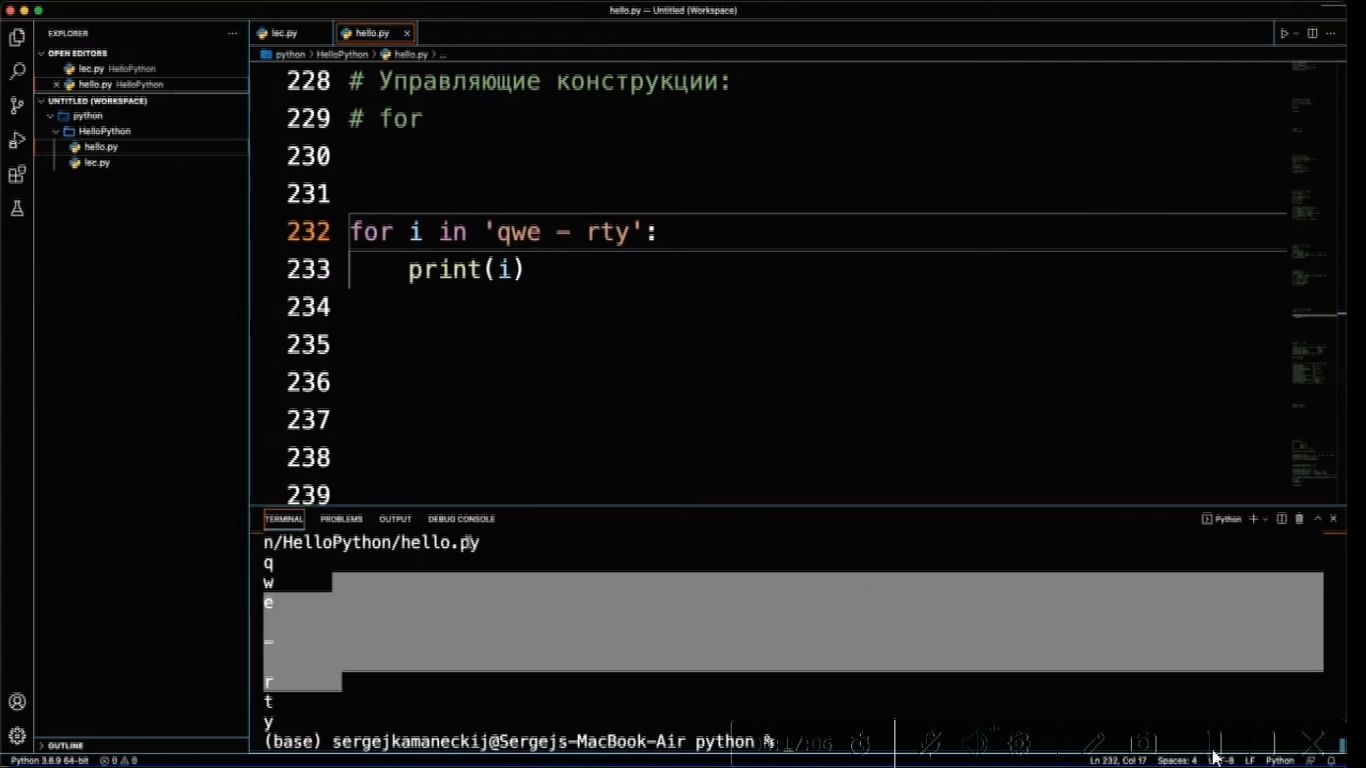 hello.py — Untitled (Workspace)
EXPLORER
OPEN EDITORS
lec.py HelloPython
hello.py HelloPython
UNTITLED (WORKSPACE)
python
HelloPython
hello.py
lec.py
OUTLINE
lec.py
hello.py
python > HelloPython > hello.py > ...
228 # Управляющие конструкции:
229 # for
230
231
232 for i in 'qwe - rty':
233 print(i)
234
235
236
237
238
239
TERMINAL PROBLEMS OUTPUT DEBUG CONSOLE
Python
n/HelloPython/hello.py
q
w
e
-
r
t
y
(base) sergejkamaneckij@Sergejs-MacBook-Air python %
Python 3.8.9 64-bit 0 0
Ln 232, Col 17 Spaces: 4 UTF-8 LF Python